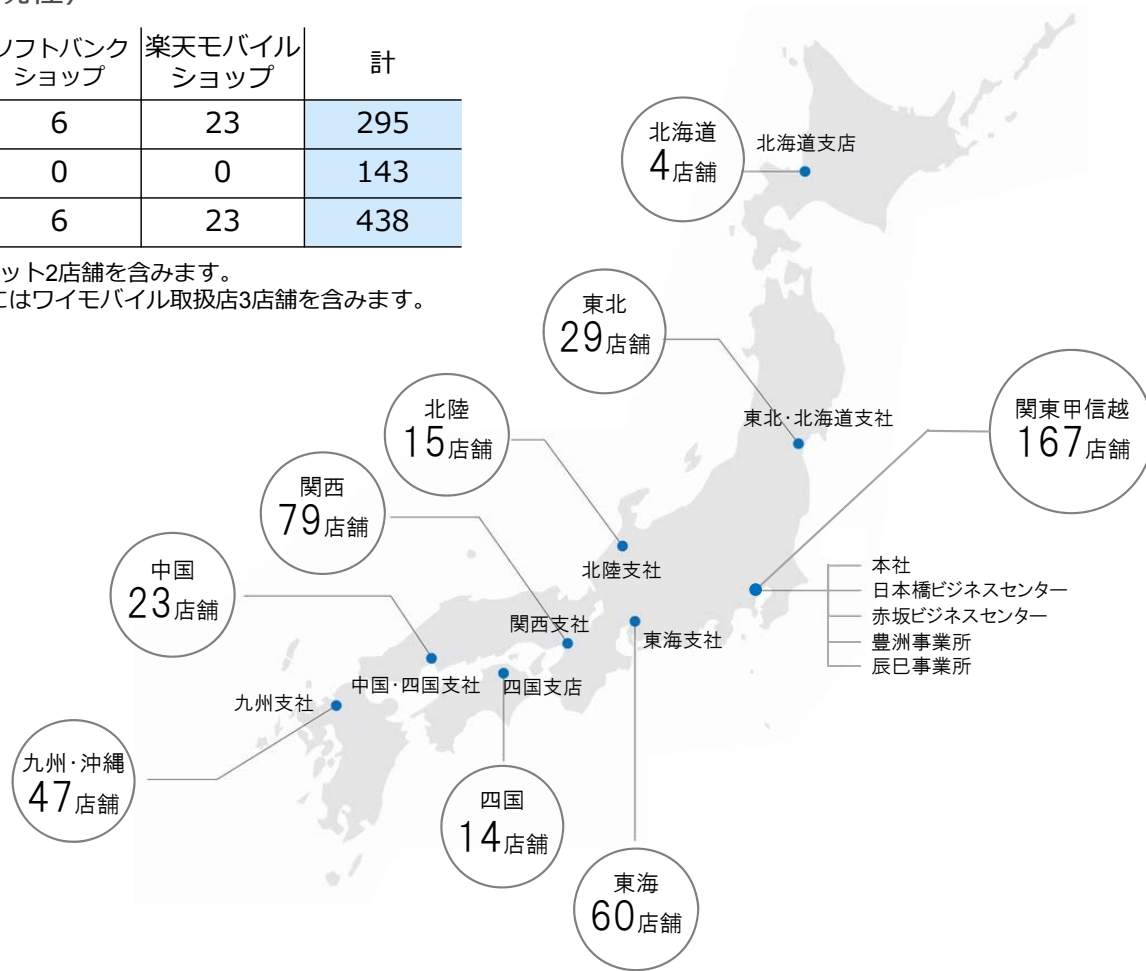 ソフトバンク
ショップ
楽天モバイル
ショップ
計
6 23 295
0 0 143
6 23 438
ット2店舗を含みます。
にはワイモバイル取扱店3店舗を含みます。
北海道
4店舗
北海道支店
東北
29店舗
東北・北海道支社
関東甲信越
167店舗
北陸
15店舗
北陸支社
関西
79店舗
関西支社
中国
23店舗
中国・四国支社
四国支店
東海支社
本社
日本橋ビジネスセンター
赤坂ビジネスセンター
豊洲事業所
辰巳事業所
九州支社
九州・沖縄
47店舗
四国
14店舗
東海
60店舗